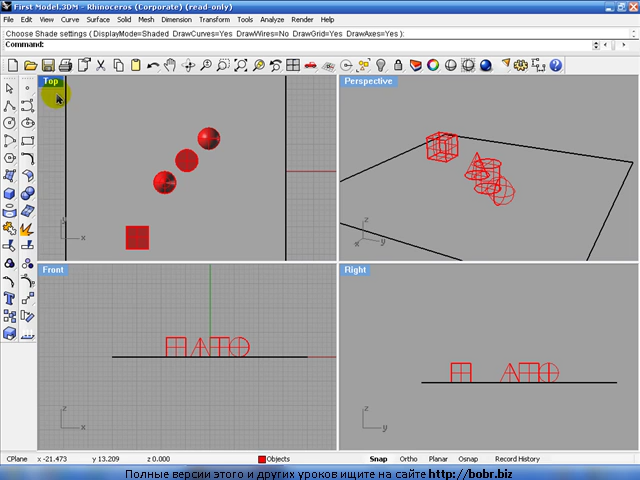 First Model.3DM - Rhinoceros (Corporate) (read-only)
File Edit View Curve Surface Solid Mesh Dimension Transform Tools Analyze Render Help
Choose Shade settings ( DisplayMode=Shaded DrawCurves=Yes DrawWires=No DrawGrid=Yes DrawAxes=Yes ):
Command:
Top
Perspective
z
x
y
x
Front
Right
z
x
z
y
CPlane x -21.473 y 13.209 z 0.000 Objects Snap Ortho Planar Osnap Record History
Полные версии этого и других уроков ищите на сайте http://bobr.biz